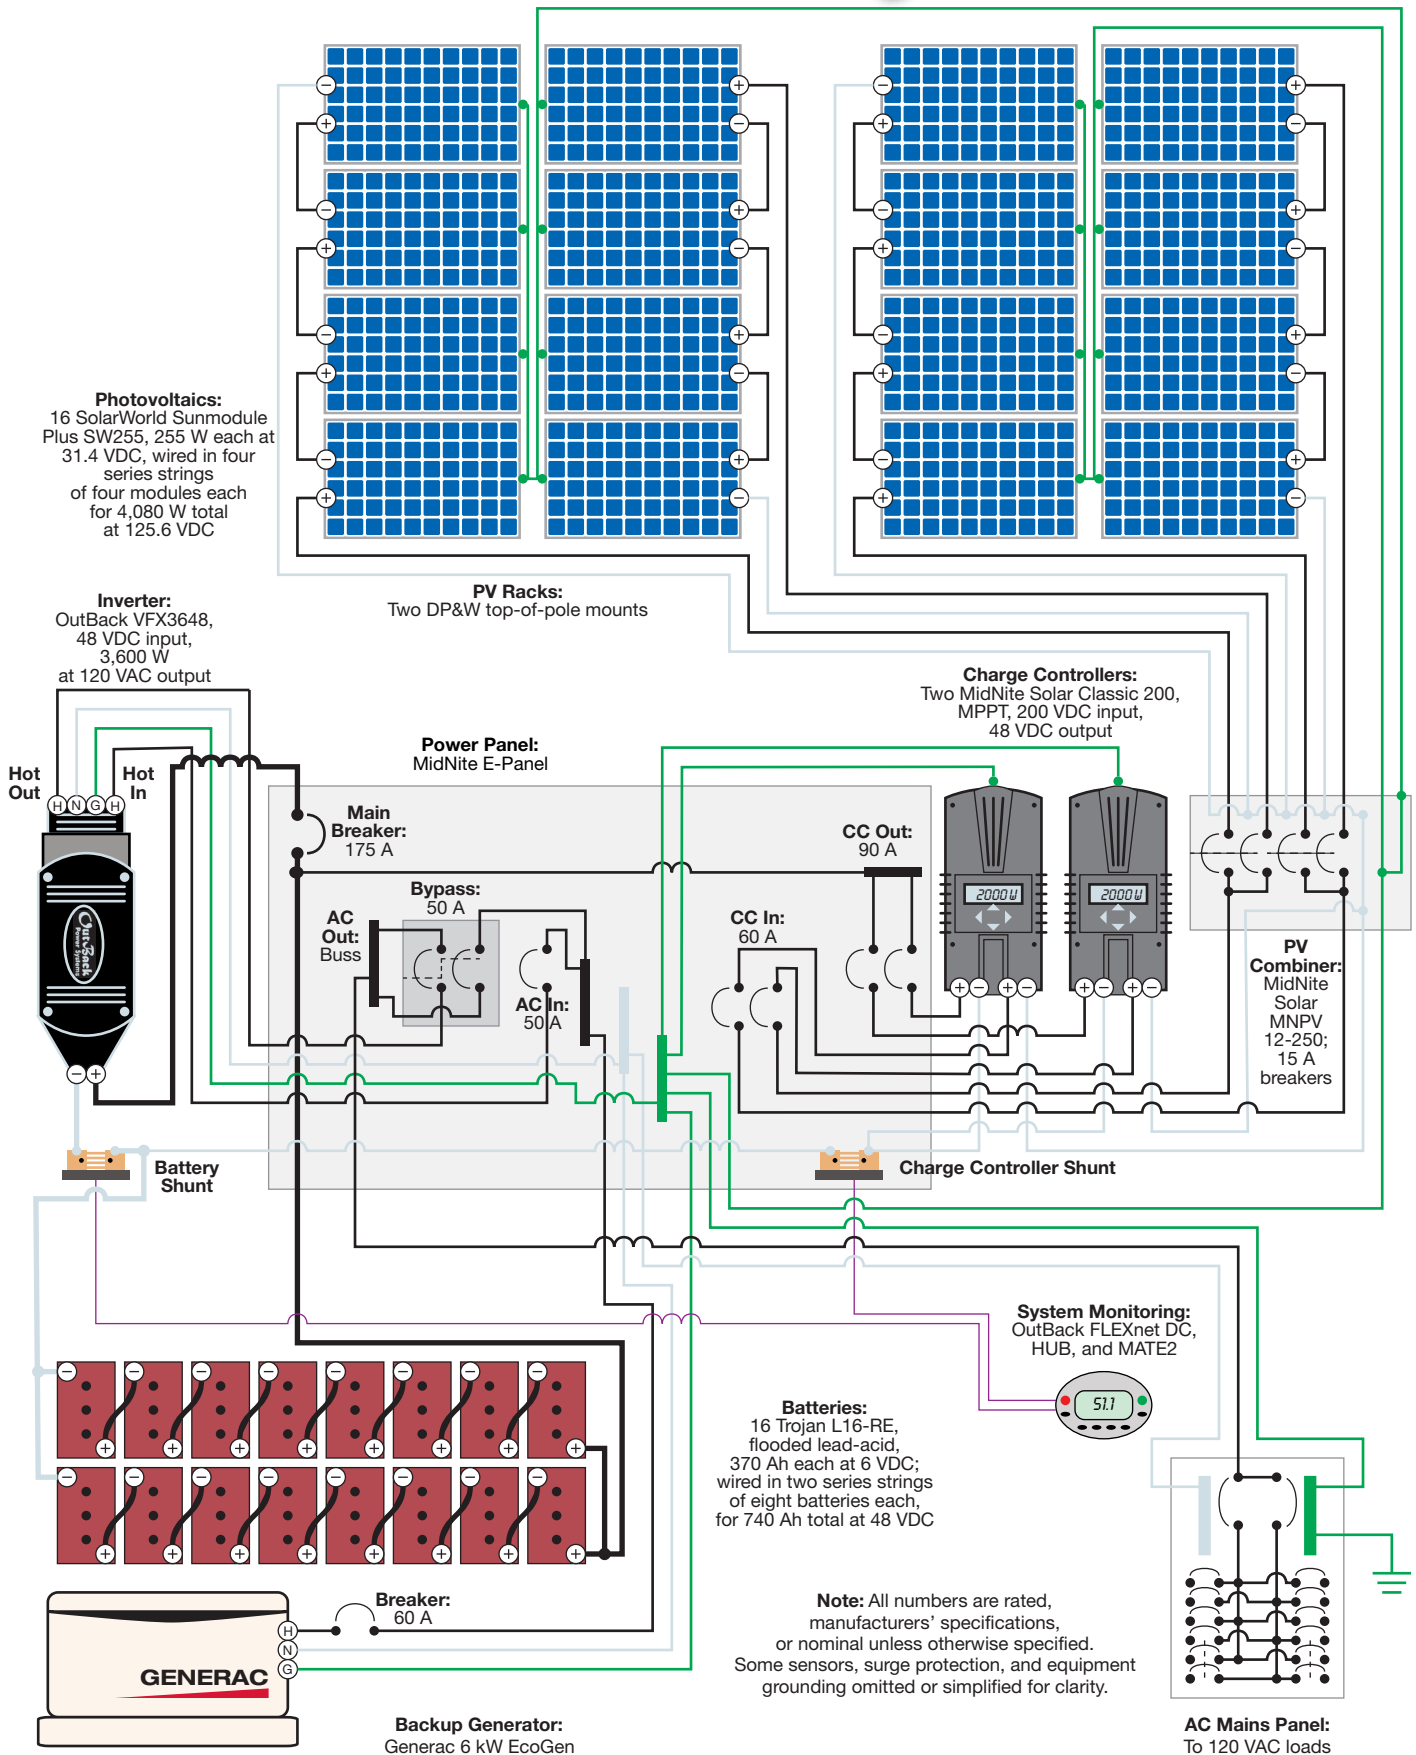 Photovoltaics:
16 SolarWorld Sunmodule
Plus SW255, 255 W each at
31.4 VDC, wired in four
series strings
of four modules each
for 4,080 W total
at 125.6 VDC
PV Racks:
Two DP&W top-of-pole mounts
Inverter:
OutBack VFX3648,
48 VDC input,
3,600 W
at 120 VAC output
Charge Controllers:
Two MidNite Solar Classic 200,
MPPT, 200 VDC input,
48 VDC output
Power Panel:
MidNite E-Panel
Hot
Out
Hot
In
H N G H
OutBack
Power Systems
− +
Main
Breaker:
175 A
CC Out:
90 A
Bypass:
50 A
AC
Out:
Buss
AC In:
50 A
CC In:
60 A
2000 W
2000 W
+ − + −
+ − + −
PV
Combiner:
MidNite
Solar
MNPV
12-250;
15 A
breakers
Battery
Shunt
Charge Controller Shunt
System Monitoring:
OutBack FLEXnet DC,
HUB, and MATE2
51.1
Batteries:
16 Trojan L16-RE,
flooded lead-acid,
370 Ah each at 6 VDC;
wired in two series strings
of eight batteries each,
for 740 Ah total at 48 VDC
Breaker:
60 A
H
N
G
GENERAC
Backup Generator:
Generac 6 kW EcoGen
Note: All numbers are rated,
manufacturers’ specifications,
or nominal unless otherwise specified.
Some sensors, surge protection, and equipment
grounding omitted or simplified for clarity.
AC Mains Panel:
To 120 VAC loads